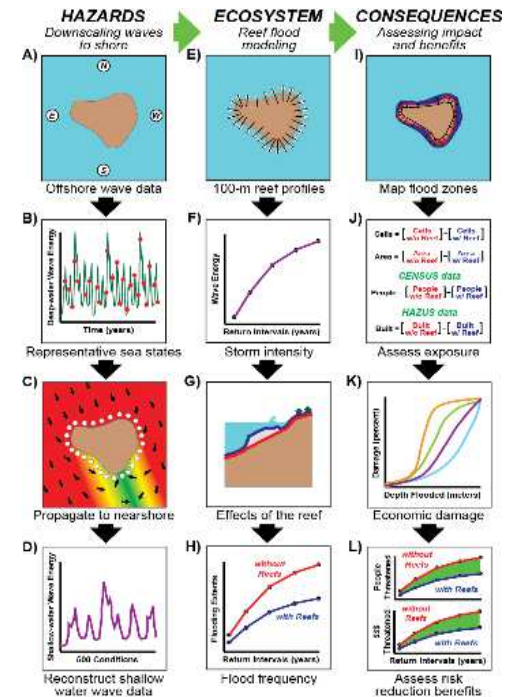 HAZARDS
Downscaling waves
to shore
ECOSYSTEM
Reef flood
modeling
CONSEQUENCES
Assessing impact
and benefits
A)
N
E
W
S
Offshore wave data
E)
100-m reef profiles
I)
Map flood zones
B)
Deep-water Wave Energy
Time (years)
Representative sea states
F)
Wave Energy
Return Intervals (years)
Storm intensity
J)
Cells = [Cells w/o Reef] - [Cells w/ Reef]
Area = [Area w/o Reef] - [Area w/ Reef]
CENSUS data
People = [People w/o Reef] - [People w/ Reef]
HAZUS data
Built = [Built w/o Reef] - [Built w/ Reef]
Assess exposure
C)
Propagate to nearshore
G)
Effects of the reef
K)
Damage (percent)
Depth Flooded (meters)
Economic damage
D)
Shallow-water Wave Energy
500 Conditions
Reconstruct shallow
water wave data
H)
Flooding Extents
without
Reefs
with Reefs
Return Intervals (years)
Flood frequency
L)
People
Threatened
without
Reefs
with Reefs
$$$
Threatened
without
Reefs
with Reefs
Return Intervals (years)
Assess risk
reduction benefits